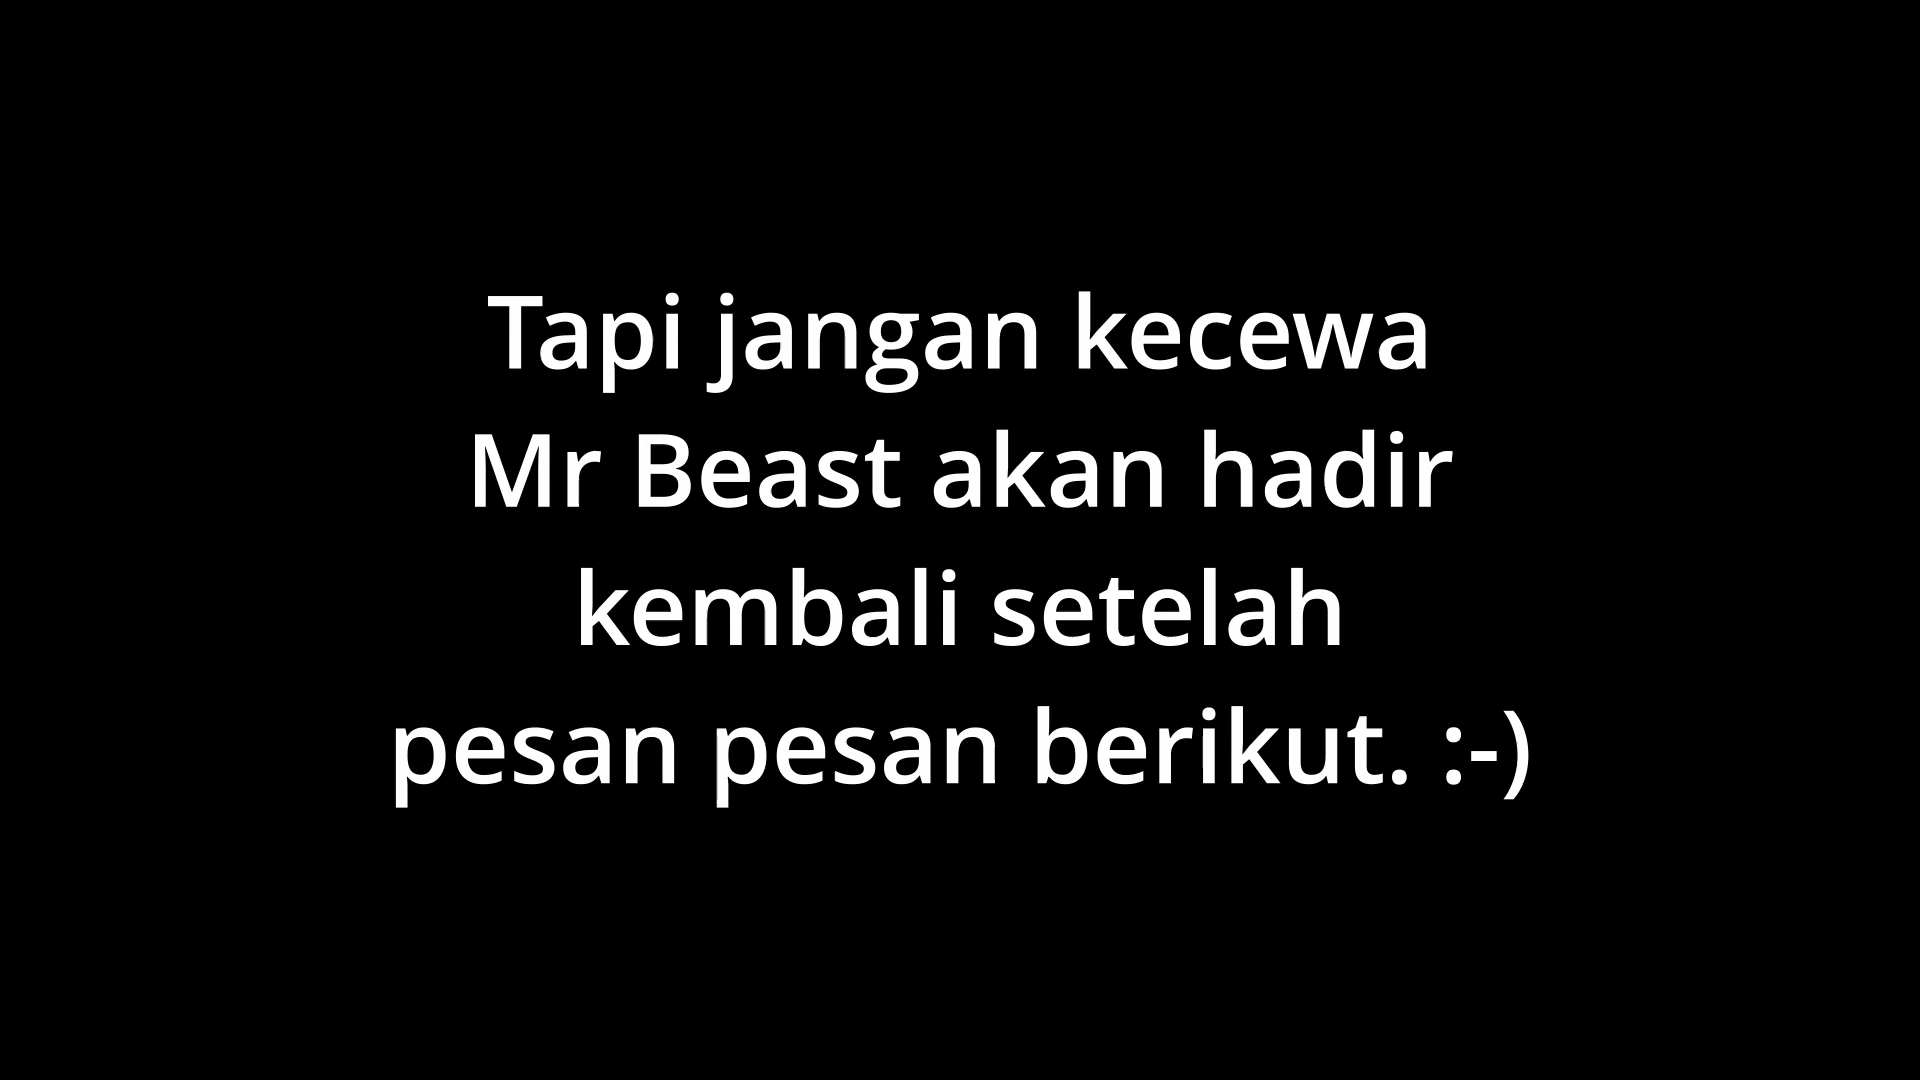 Tapi jangan kecewa
Mr Beast akan hadir
kembali setelah
pesan pesan berikut. :-)